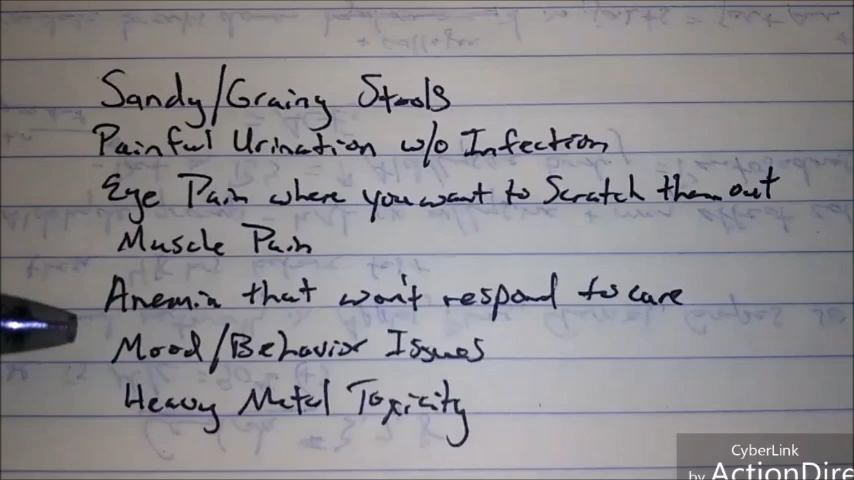 Sandy/Grainy Stools
Painful Urination w/o Infection
Eye Pain where you want to Scratch them out
Muscle Pain
Anemia that won't respond to care
Mood/Behavior Issues
Heavy Metal Toxicity
CyberLink
by ActionDire